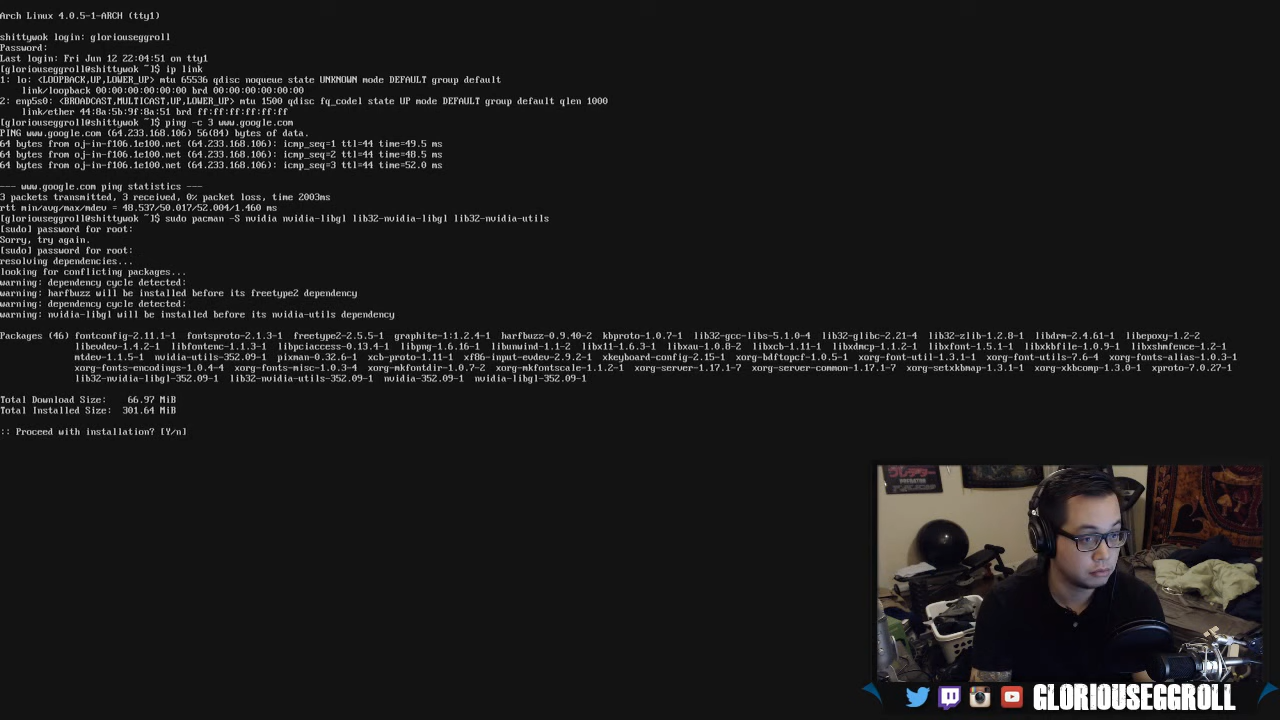 Arch Linux 4.0.5-1-ARCH (tty1)
shittywok login: gloriouseggroll
Password:
Last login: Fri Jun 12 22:04:51 on tty1
[gloriouseggroll@shittywok ~]$ ip link
1: lo: <LOOPBACK,UP,LOWER_UP> mtu 65536 qdisc noqueue state UNKNOWN mode DEFAULT group default
link/loopback 00:00:00:00:00:00 brd 00:00:00:00:00:00
2: enp5s0: <BROADCAST,MULTICAST,UP,LOWER_UP> mtu 1500 qdisc fq_codel state UP mode DEFAULT group default qlen 1000
link/ether 44:8a:5b:9f:8a:51 brd ff:ff:ff:ff:ff:ff
[gloriouseggroll@shittywok ~]$ ping -c 3 www.google.com
PING www.google.com (64.233.168.106) 56(84) bytes of data.
64 bytes from oj-in-f106.1e100.net (64.233.168.106): icmp_seq=1 ttl=44 time=49.5 ms
64 bytes from oj-in-f106.1e100.net (64.233.168.106): icmp_seq=2 ttl=44 time=48.5 ms
64 bytes from oj-in-f106.1e100.net (64.233.168.106): icmp_seq=3 ttl=44 time=52.0 ms
--- www.google.com ping statistics ---
3 packets transmitted, 3 received, 0% packet loss, time 2003ms
rtt min/avg/max/mdev = 48.537/50.017/52.004/1.460 ms
[gloriouseggroll@shittywok ~]$ sudo pacman -S nvidia nvidia-libgl lib32-nvidia-libgl lib32-nvidia-utils
[sudo] password for root:
Sorry, try again.
[sudo] password for root:
resolving dependencies...
looking for conflicting packages...
warning: dependency cycle detected:
warning: harfbuzz will be installed before its freetype2 dependency
warning: dependency cycle detected:
warning: nvidia-libgl will be installed before its nvidia-utils dependency
Packages (46) fontconfig-2.11.1-1 fontsproto-2.1.3-1 freetype2-2.5.5-1 graphite-1:1.2.4-1 harfbuzz-0.9.40-2 kbproto-1.0.7-1 lib32-gcc-libs-5.1.0-4 lib32-glibc-2.21-4 lib32-zlib-1.2.8-1 libdrm-2.4.61-1 libepoxy-1.2-2
libevdev-1.4.2-1 libfontenc-1.1.3-1 libpciaccess-0.13.4-1 libpng-1.6.16-1 libunwind-1.1-2 libx11-1.6.3-1 libxau-1.0.8-2 libxcb-1.11-1 libxdmcp-1.1.2-1 libxfont-1.5.1-1 libxkbfile-1.0.9-1 libxshmfence-1.2-1
mtdev-1.1.5-1 nvidia-utils-352.09-1 pixman-0.32.6-1 xcb-proto-1.11-1 xf86-input-evdev-2.9.2-1 xkeyboard-config-2.15-1 xorg-bdftopcf-1.0.5-1 xorg-font-util-1.3.1-1 xorg-font-utils-7.6-4 xorg-fonts-alias-1.0.3-1
xorg-fonts-encodings-1.0.4-4 xorg-fonts-misc-1.0.3-4 xorg-mkfontdir-1.0.7-2 xorg-mkfontscale-1.1.2-1 xorg-server-1.17.1-7 xorg-server-common-1.17.1-7 xorg-setxkbmap-1.3.1-1 xorg-xkbcomp-1.3.0-1 xproto-7.0.27-1
lib32-nvidia-libgl-352.09-1 lib32-nvidia-utils-352.09-1 nvidia-352.09-1 nvidia-libgl-352.09-1
Total Download Size: 66.97 MiB
Total Installed Size: 301.64 MiB
:: Proceed with installation? [Y/n]
GLORIOUSEGGROLL